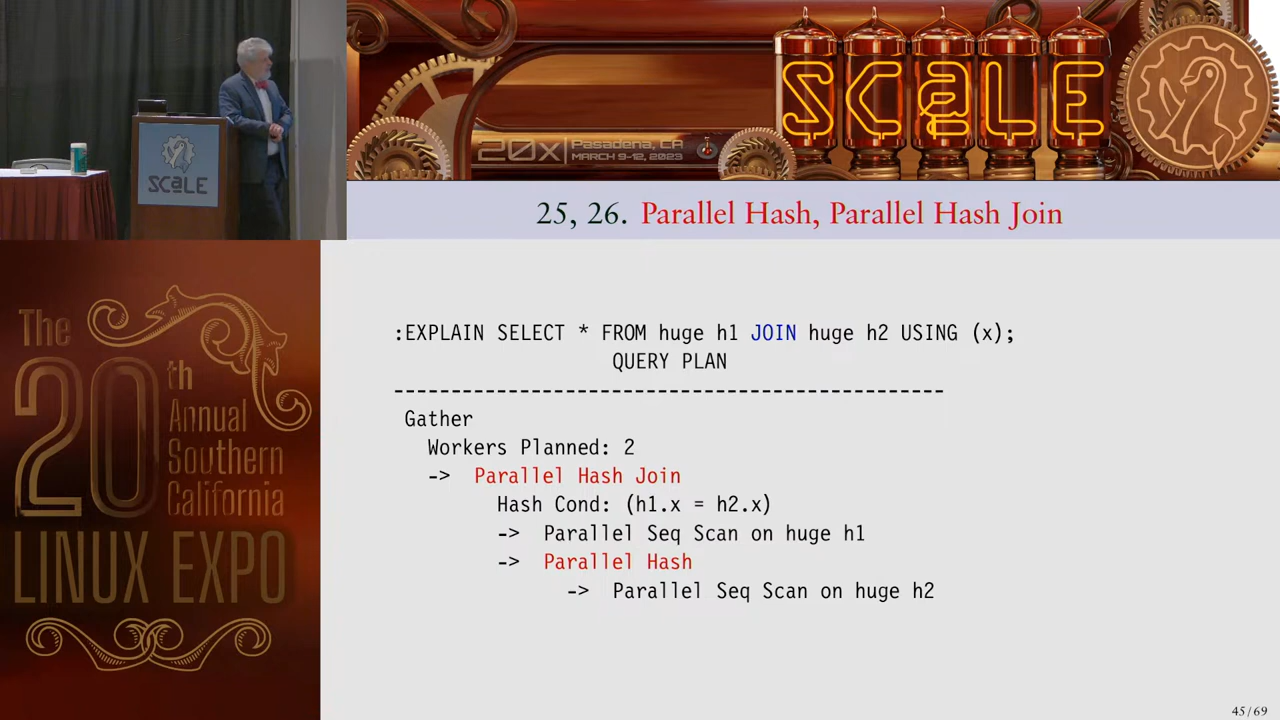 SCaLE
20x
Pasadena, CA
MARCH 9-12, 2023
SCaLE
25, 26. Parallel Hash, Parallel Hash Join
The
20th
Annual
Southern
California
LINUX EXPO
:EXPLAIN SELECT * FROM huge h1 JOIN huge h2 USING (x);
QUERY PLAN
------------------------------------------------
Gather
Workers Planned: 2
-> Parallel Hash Join
Hash Cond: (h1.x = h2.x)
-> Parallel Seq Scan on huge h1
-> Parallel Hash
-> Parallel Seq Scan on huge h2
45/69